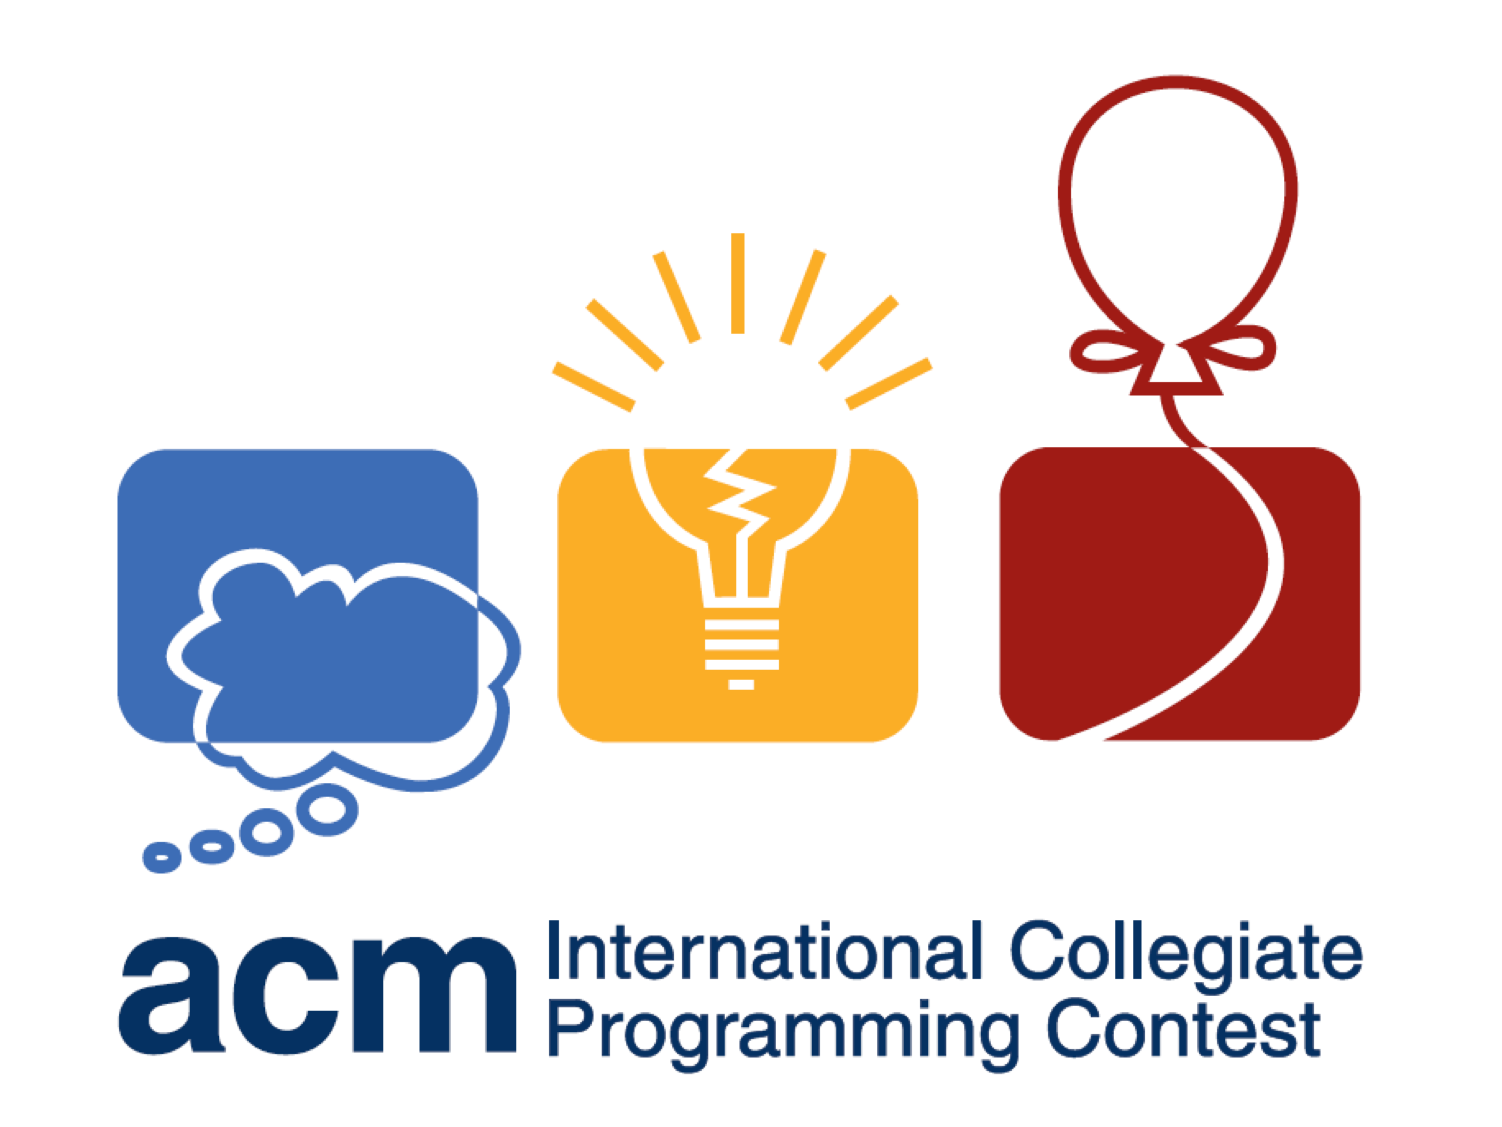 acm International Collegiate
Programming Contest